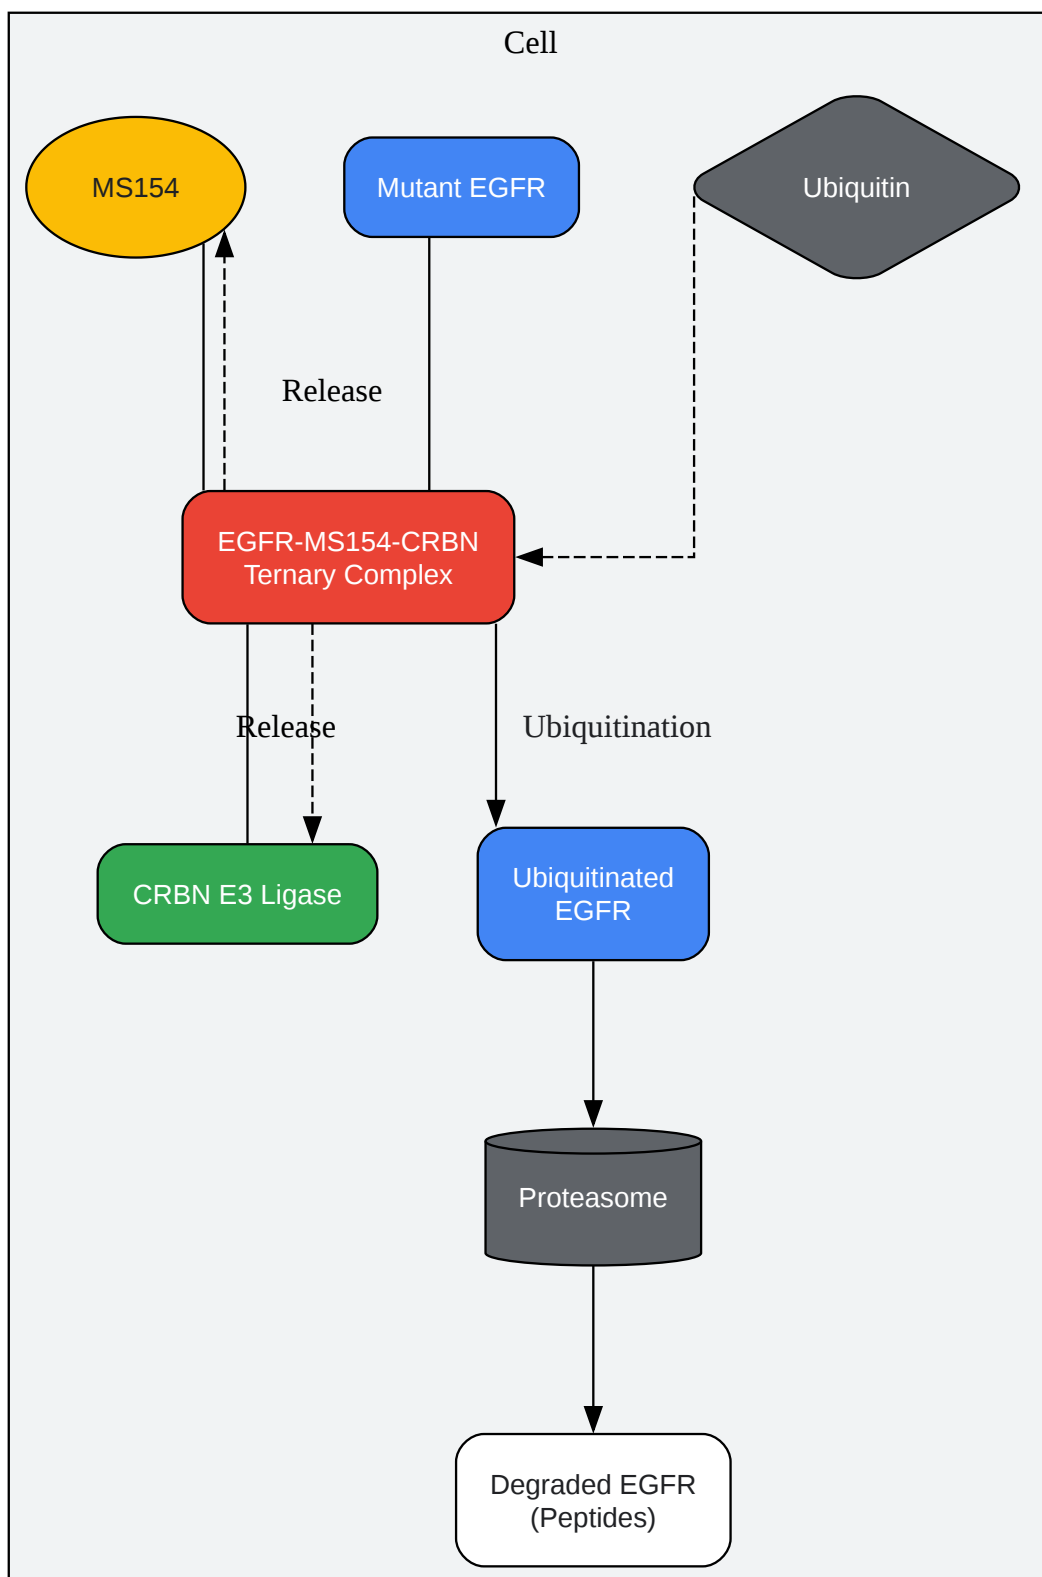 Cell
MS154
Mutant EGFR
Ubiquitin
Release
EGFR-MS154-CRBN
Ternary Complex
Release
Ubiquitination
CRBN E3 Ligase
Ubiquitinated
EGFR
Proteasome
Degraded EGFR
(Peptides)